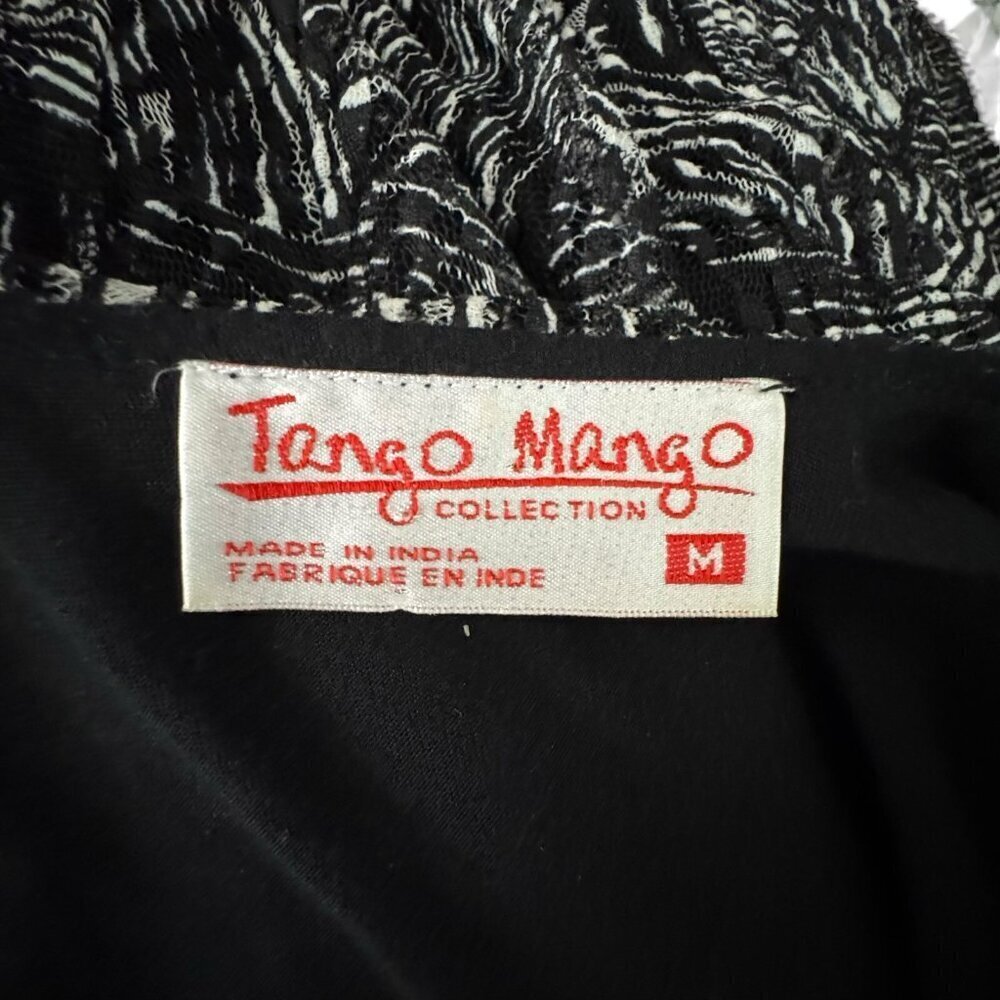 Tango Mango
COLLECTION
MADE IN INDIA
FABRIQUE EN INDE
M